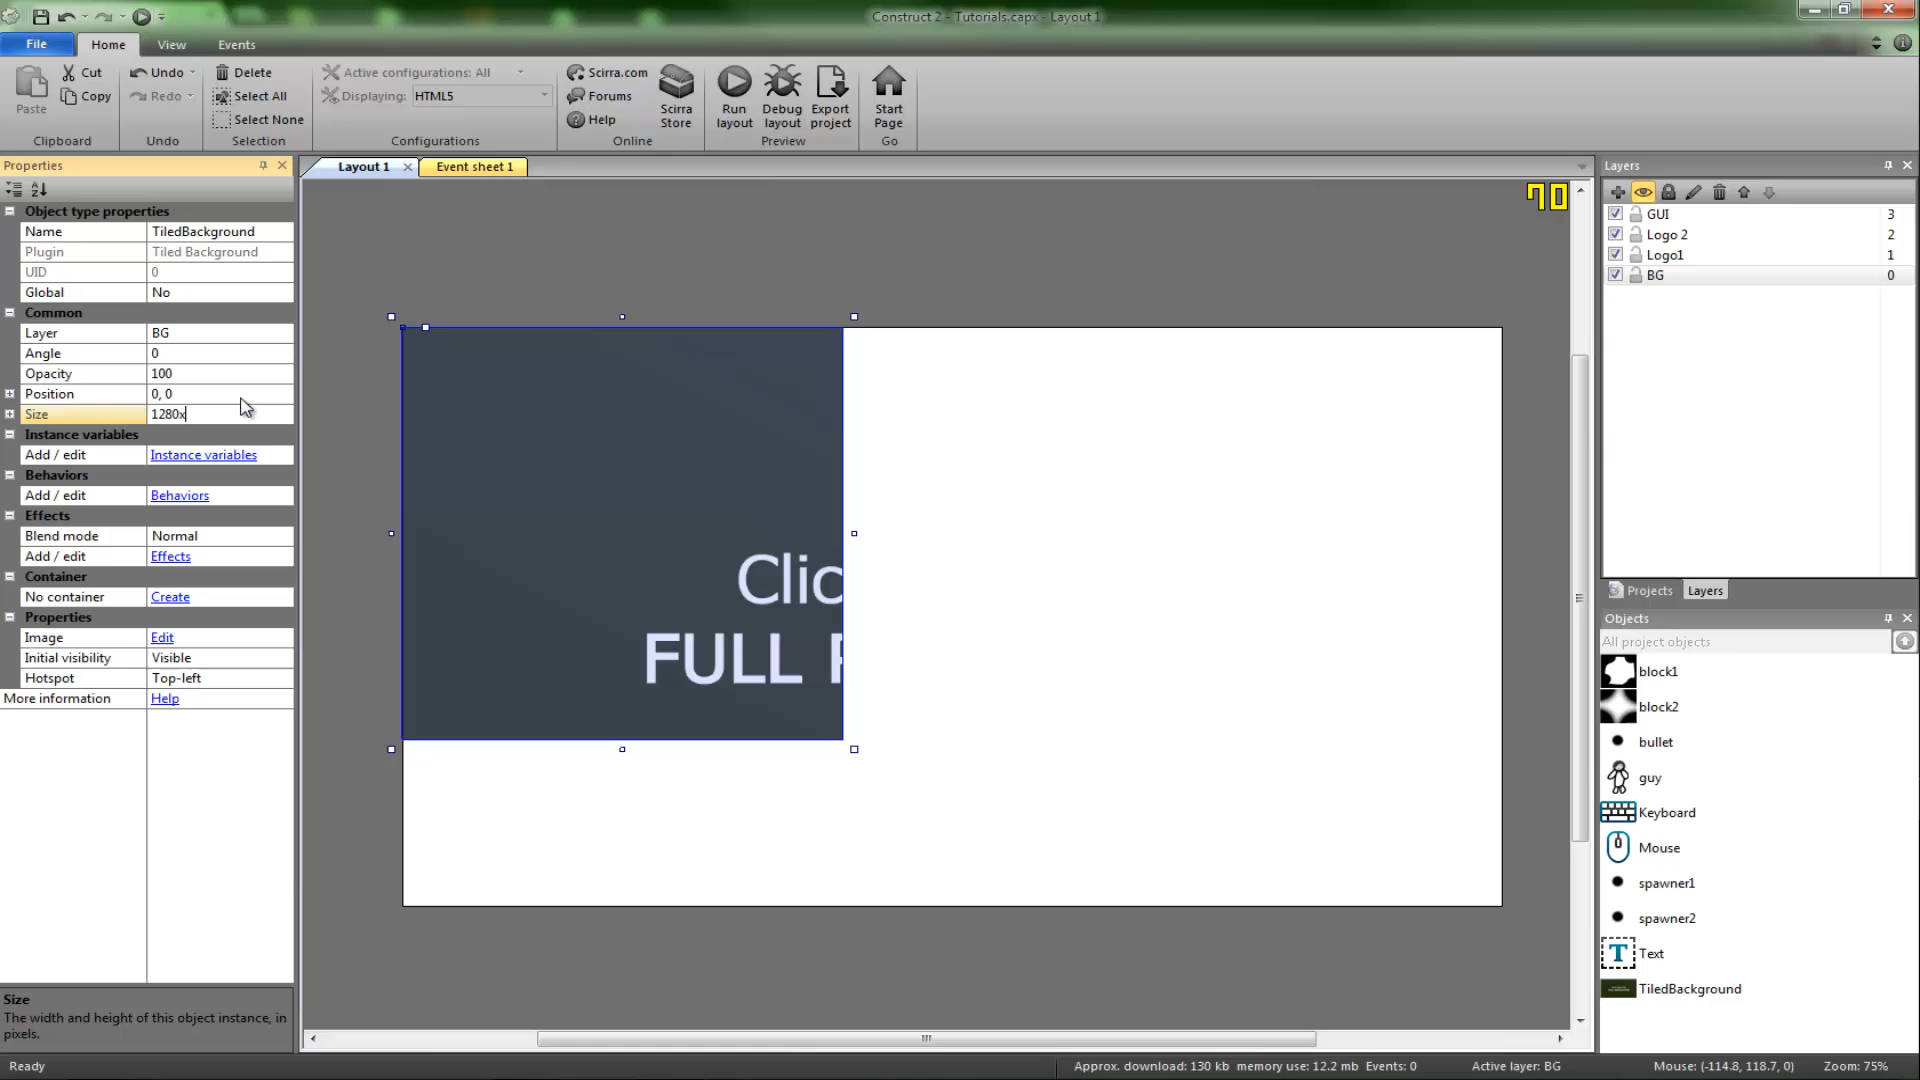 Construct 2 - Tutorials.capx - Layout 1
File Home View Events
Paste Cut Copy
Undo Redo
Delete
Select All
Select None
Active configurations: All
Displaying: HTML5
Scirra.com
Forums
Help
Scirra Store
Run layout
Debug layout
Export project
Start Page
Clipboard Undo Selection Configurations Online Preview Go
Properties
Layout 1 Event sheet 1
Object type properties
Name TiledBackground
Plugin Tiled Background
UID 0
Global No
Common
Layer BG
Angle 0
Opacity 100
Position 0, 0
Size 1280x
Instance variables
Add / edit Instance variables
Behaviors
Add / edit Behaviors
Effects
Blend mode Normal
Add / edit Effects
Container
No container Create
Properties
Image Edit
Initial visibility Visible
Hotspot Top-left
More information Help
Size
The width and height of this object instance, in
pixels.
70
Clic
FULL
Layers
GUI 3
Logo 2 2
Logo1 1
BG 0
Projects Layers
Objects
All project objects
block1
block2
bullet
guy
Keyboard
Mouse
spawner1
spawner2
T Text
TiledBackground
Ready
Approx. download: 130 kb memory use: 12.2 mb Events: 0 Active layer: BG Mouse: (-114.8, 118.7, 0) Zoom: 75%